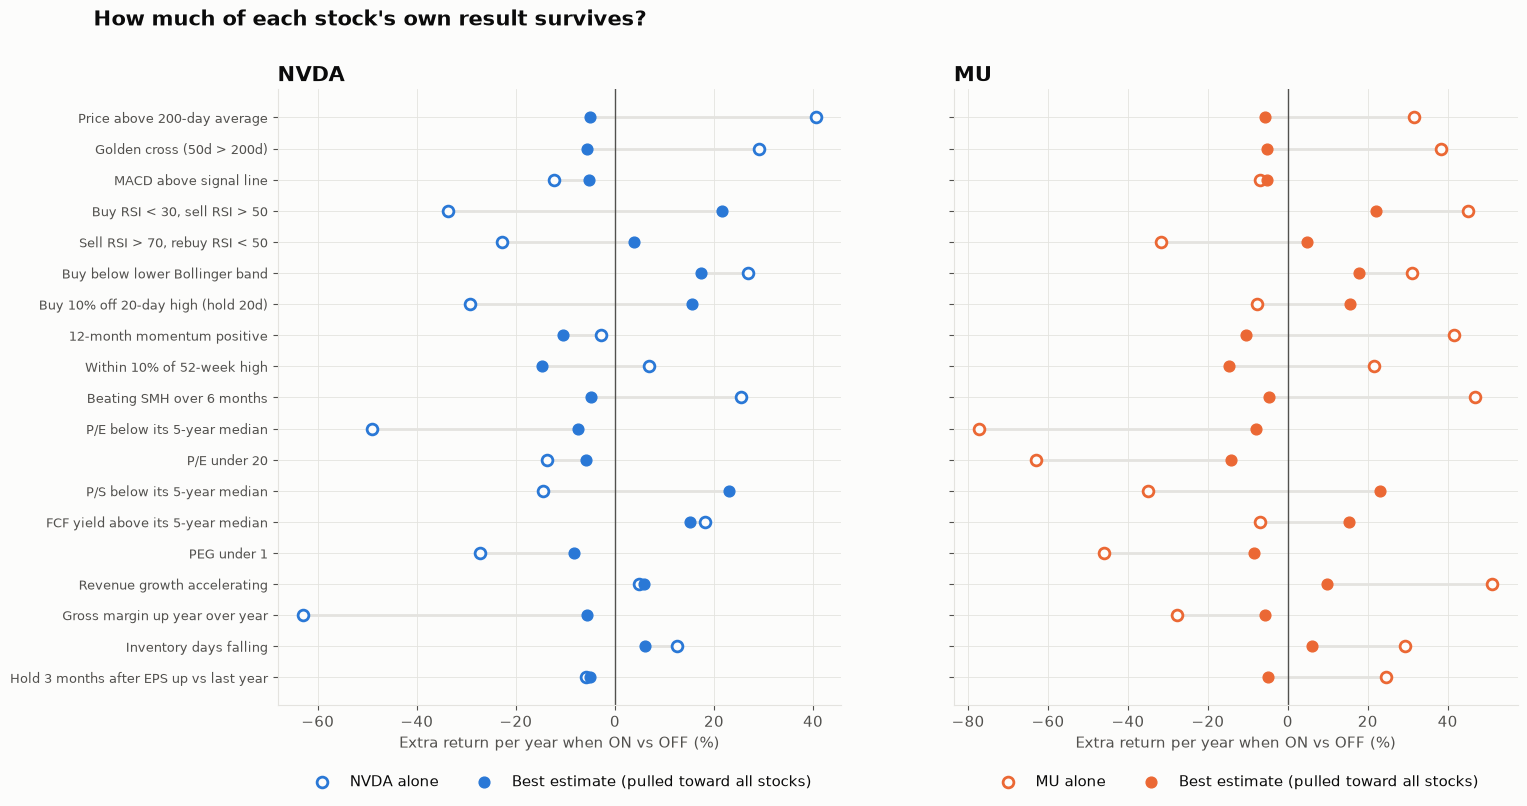 How much of each stock's own result survives?
NVDA
MU
Price above 200-day average
Golden cross (50d > 200d)
MACD above signal line
Buy RSI < 30, sell RSI > 50
Sell RSI > 70, rebuy RSI < 50
Buy below lower Bollinger band
Buy 10% off 20-day high (hold 20d)
12-month momentum positive
Within 10% of 52-week high
Beating SMH over 6 months
P/E below its 5-year median
P/E under 20
P/S below its 5-year median
FCF yield above its 5-year median
PEG under 1
Revenue growth accelerating
Gross margin up year over year
Inventory days falling
Hold 3 months after EPS up vs last year
−60 −40 −20 0 20 40
−80 −60 −40 −20 0 20 40
Extra return per year when ON vs OFF (%)
Extra return per year when ON vs OFF (%)
NVDA alone Best estimate (pulled toward all stocks)
MU alone Best estimate (pulled toward all stocks)